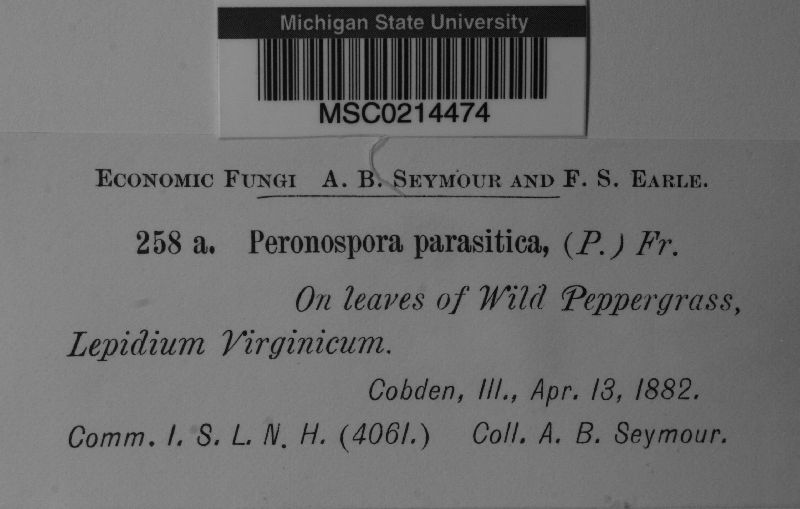 Michigan State University
MSC0214474
ECONOMIC FUNGI A. B. SEYMOUR AND F. S. EARLE.
258 a. Peronospora parasitica, (P.) Fr.
On leaves of Wild Peppergrass,
Lepidium Virginicum.
Cobden, Ill., Apr. 13, 1882.
Comm. I. S. L. N. H. (4061.) Coll. A. B. Seymour.